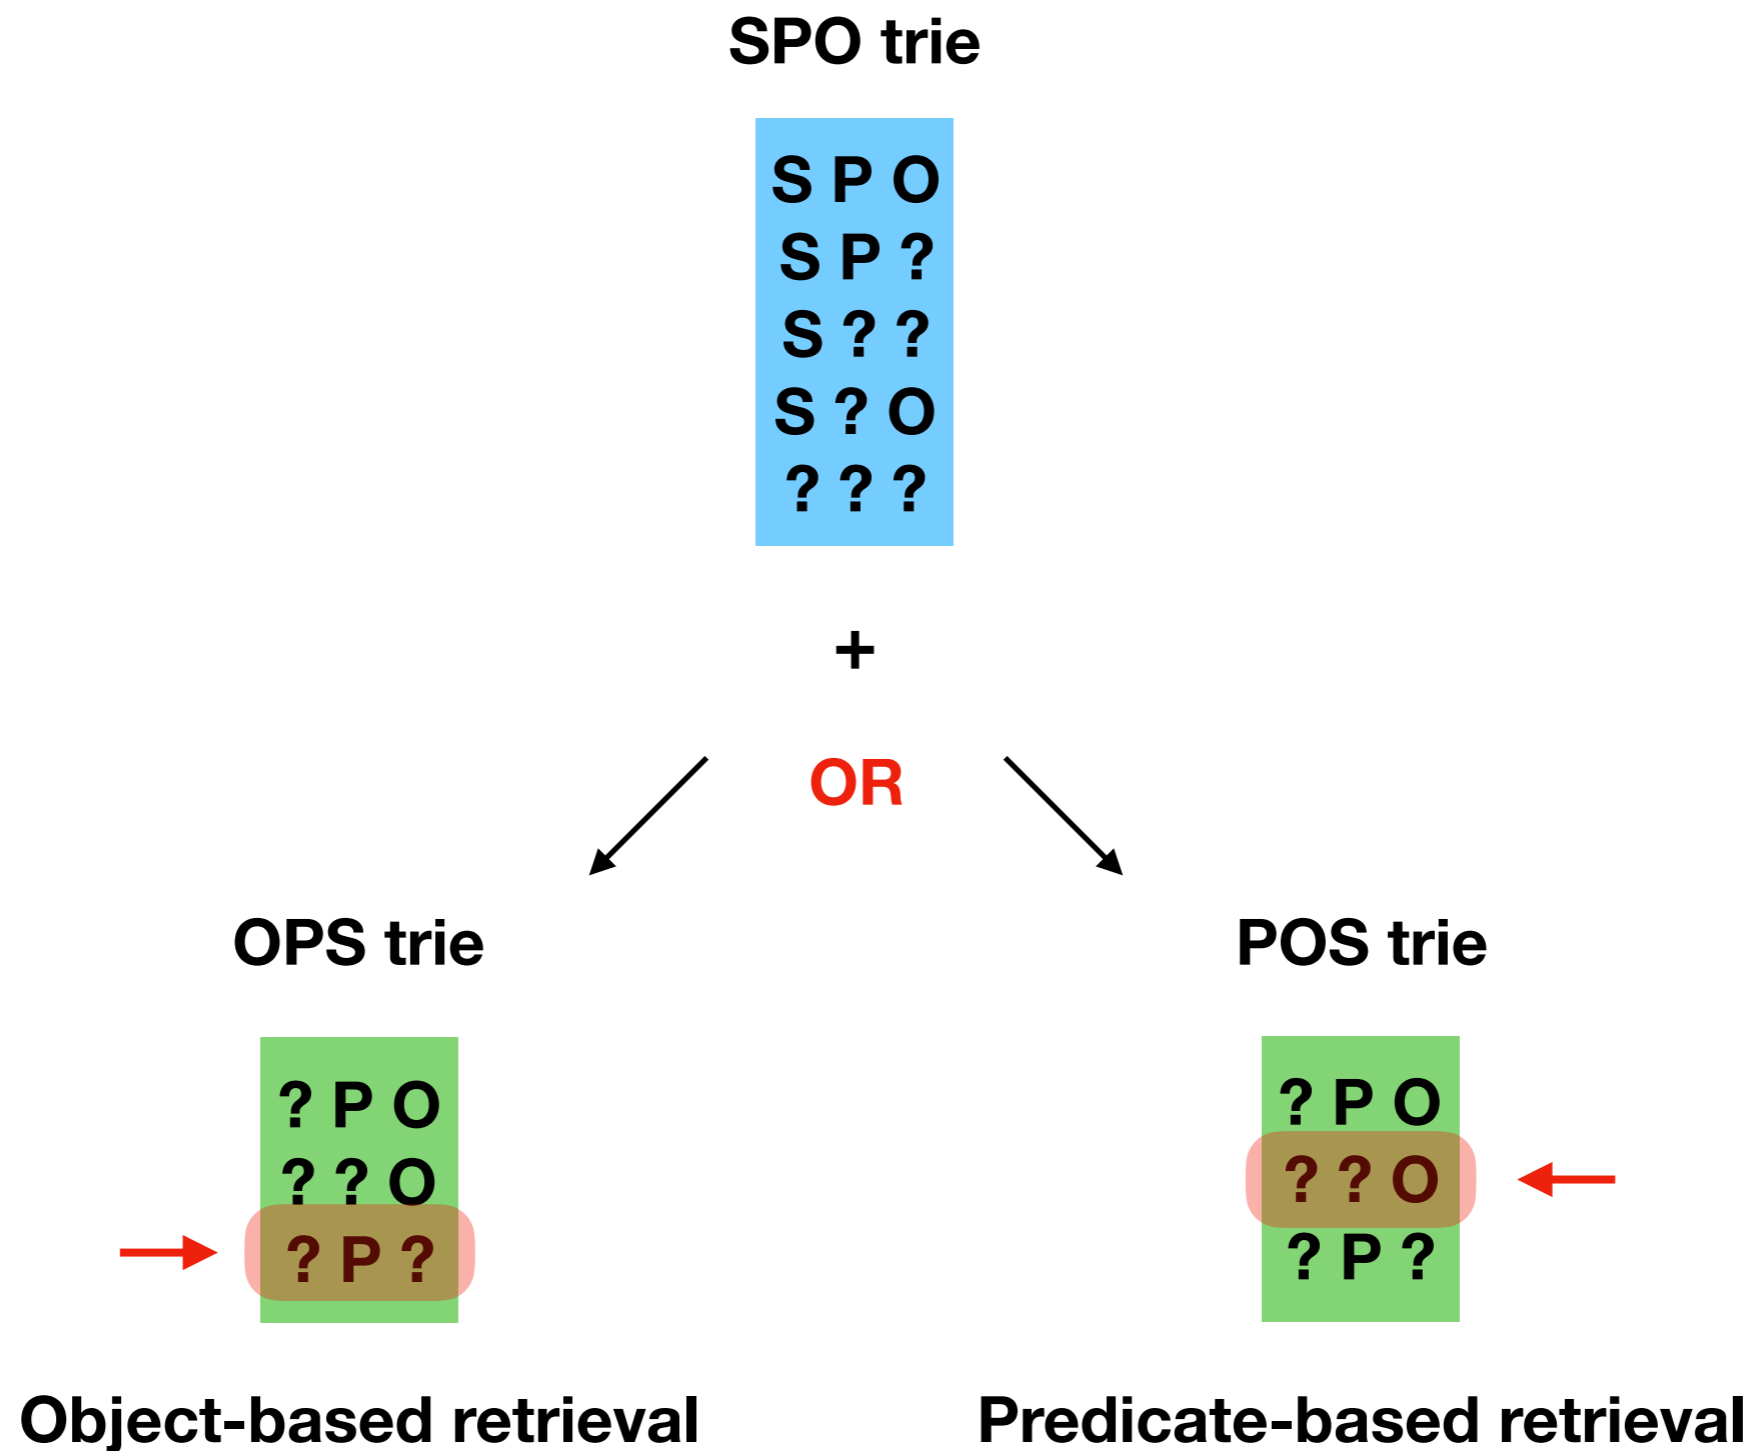 SPO trie
S P O
S P ?
S ? ?
S ? O
? ? ?
+
OR
OPS trie
? P O
? ? O
? P ?
Object-based retrieval
POS trie
? P O
? ? O
? P ?
Predicate-based retrieval